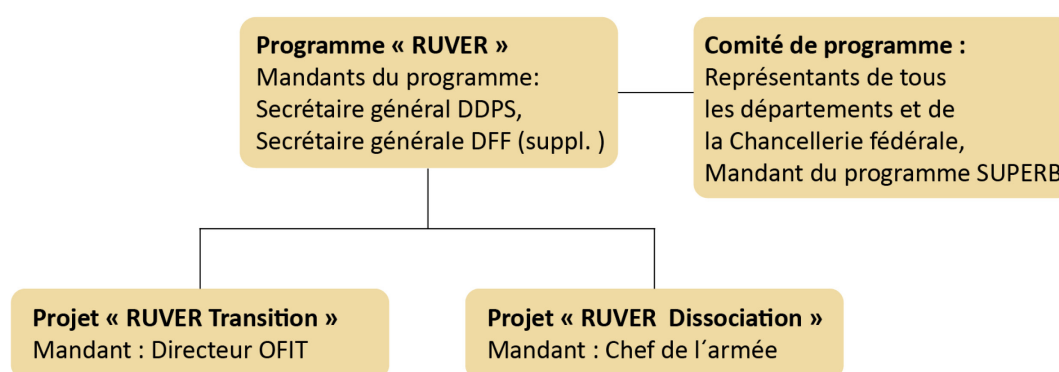 Programme « RUVER »
Mandants du programme:
Secrétaire général DDPS,
Secrétaire générale DFF (suppl. )
Comité de programme :
Représentants de tous
les départements et de
la Chancellerie fédérale,
Mandant du programme SUPERB
Projet « RUVER Transition »
Mandant : Directeur OFIT
Projet « RUVER  Dissociation »
Mandant : Chef de l´armée